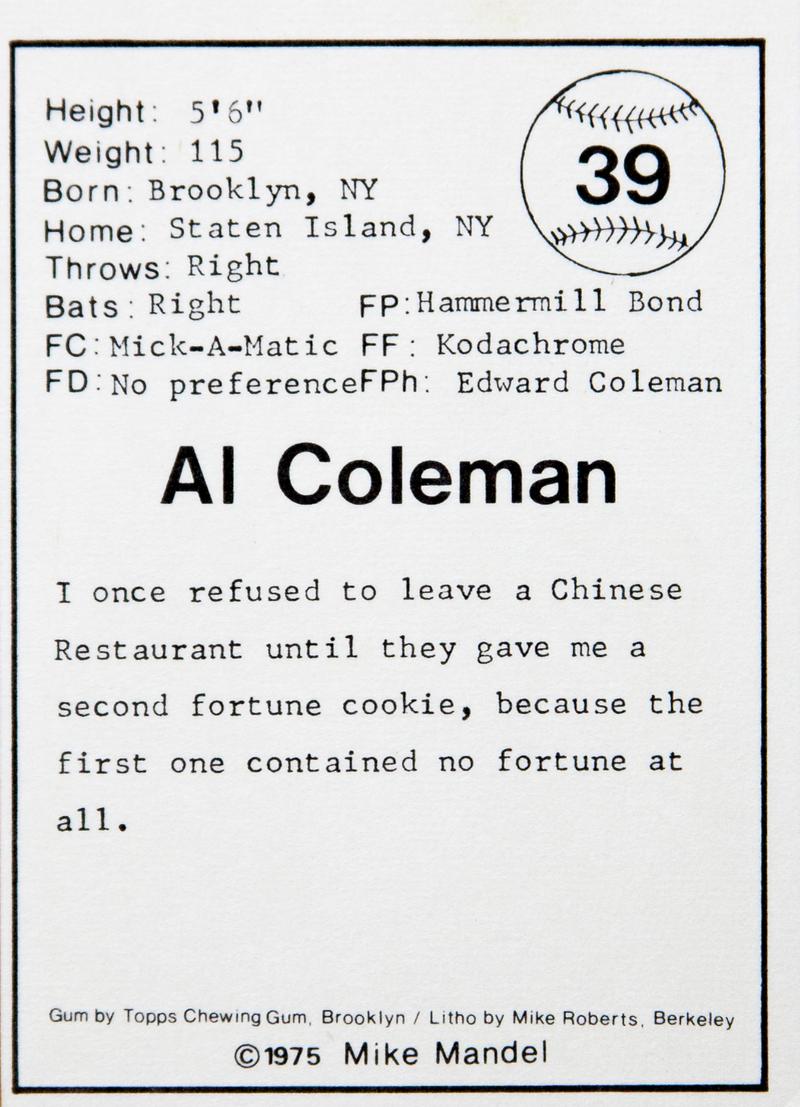 Height: 5'6"
39
Weight: 115
Born: Brooklyn, NY
Home: Staten Island, NY
Throws: Right
Bats: Right FP: Hammermill Bond
FC: Mick-A-Matic FF: Kodachrome
FD: No preference FPh: Edward Coleman
Al Coleman
I once refused to leave a Chinese
Restaurant until they gave me a
second fortune cookie, because the
first one contained no fortune at
all.
Gum by Topps Chewing Gum, Brooklyn / Litho by Mike Roberts, Berkeley
©1975 Mike Mandel